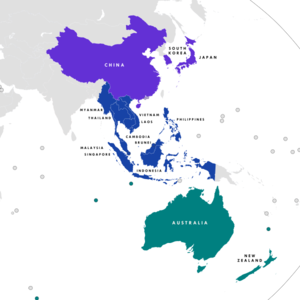 CHINA
SOUTH
KOREA
JAPAN
MYANMAR
THAILAND
VIETNAM
LAOS
PHILIPPINES
CAMBODIA
BRUNEI
MALAYSIA
SINGAPORE
INDONESIA
AUSTRALIA
NEW
ZEALAND